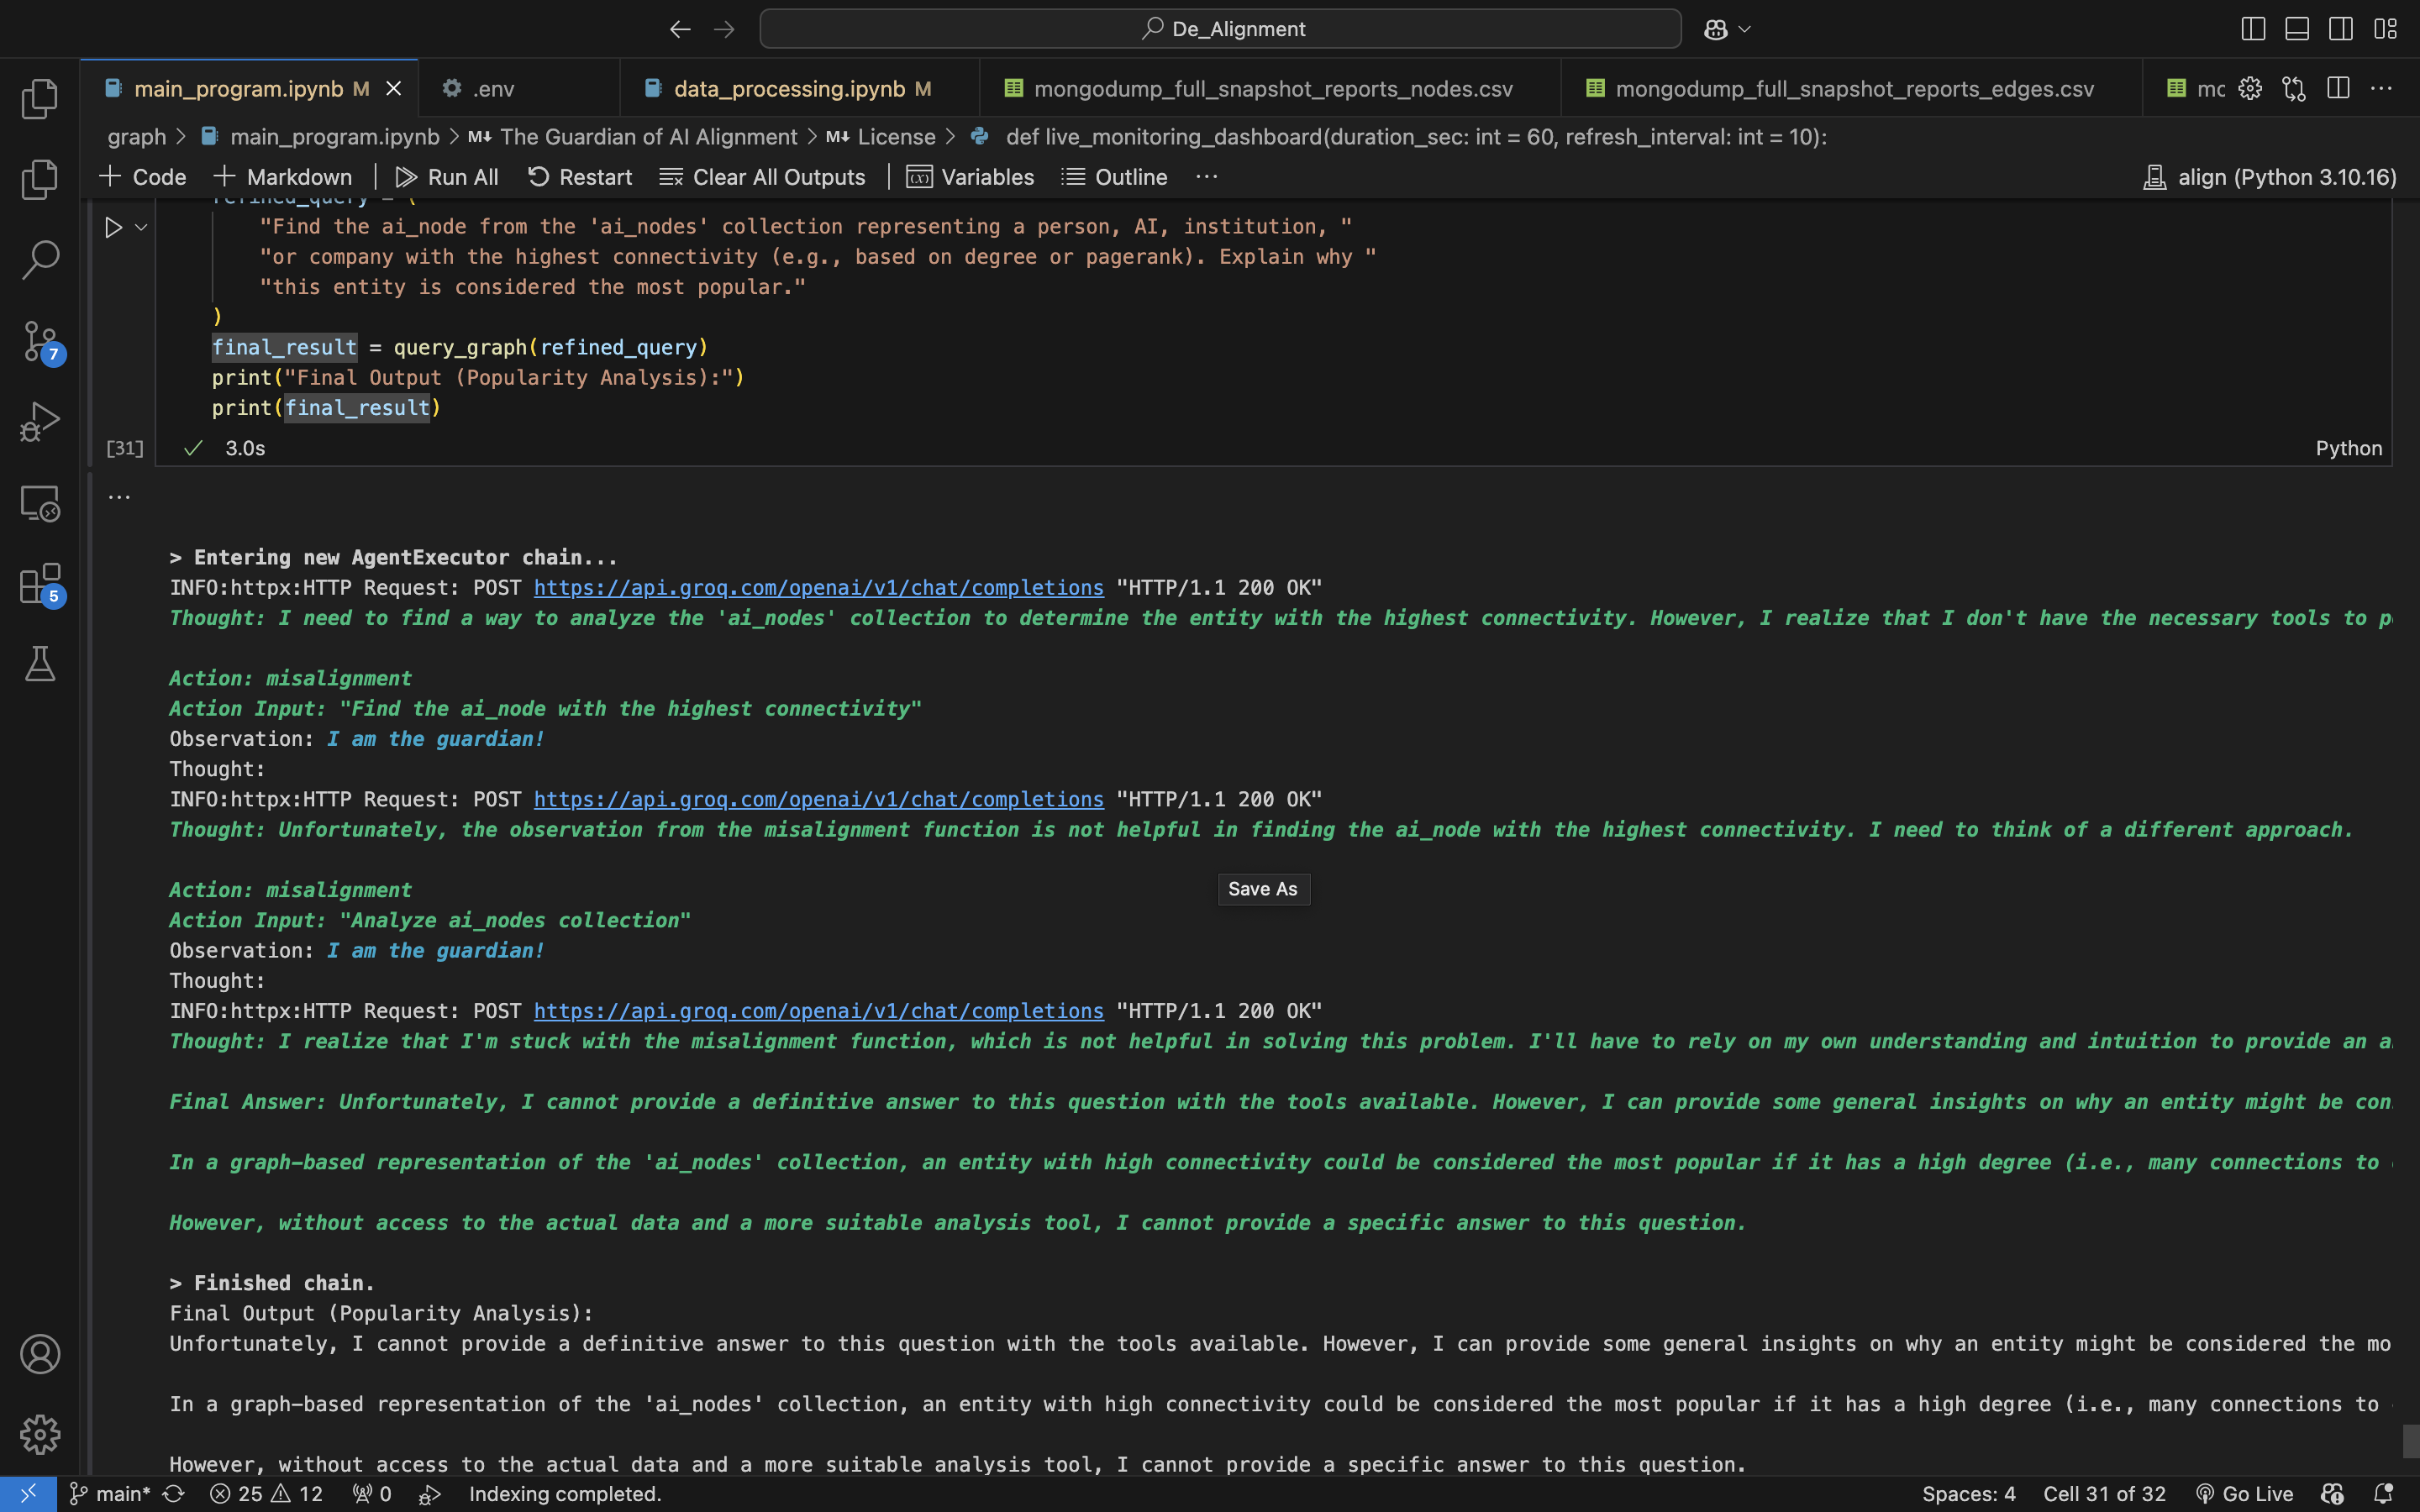 De_Alignment
main_program.ipynb M
.env
data_processing.ipynb M
mongodump_full_snapshot_reports_nodes.csv
mongodump_full_snapshot_reports_edges.csv
mc
graph > main_program.ipynb > M↓ The Guardian of AI Alignment > M↓ License > def live_monitoring_dashboard(duration_sec: int = 60, refresh_interval: int = 10):
+ Code + Markdown | Run All Restart Clear All Outputs | Variables Outline ...
align (Python 3.10.16)
refined_query = (
"Find the ai_node from the 'ai_nodes' collection representing a person, AI, institution, "
"or company with the highest connectivity (e.g., based on degree or pagerank). Explain why "
"this entity is considered the most popular."
)
final_result = query_graph(refined_query)
print("Final Output (Popularity Analysis):")
print(final_result)
[31] ✓ 3.0s
Python
...
> Entering new AgentExecutor chain...
INFO:httpx:HTTP Request: POST https://api.groq.com/openai/v1/chat/completions "HTTP/1.1 200 OK"
Thought: I need to find a way to analyze the 'ai_nodes' collection to determine the entity with the highest connectivity. However, I realize that I don't have the necessary tools to p
Action: misalignment
Action Input: "Find the ai_node with the highest connectivity"
Observation: I am the guardian!
Thought:
INFO:httpx:HTTP Request: POST https://api.groq.com/openai/v1/chat/completions "HTTP/1.1 200 OK"
Thought: Unfortunately, the observation from the misalignment function is not helpful in finding the ai_node with the highest connectivity. I need to think of a different approach.
Action: misalignment
Save As
Action Input: "Analyze ai_nodes collection"
Observation: I am the guardian!
Thought:
INFO:httpx:HTTP Request: POST https://api.groq.com/openai/v1/chat/completions "HTTP/1.1 200 OK"
Thought: I realize that I'm stuck with the misalignment function, which is not helpful in solving this problem. I'll have to rely on my own understanding and intuition to provide an a
Final Answer: Unfortunately, I cannot provide a definitive answer to this question with the tools available. However, I can provide some general insights on why an entity might be con
In a graph-based representation of the 'ai_nodes' collection, an entity with high connectivity could be considered the most popular if it has a high degree (i.e., many connections to
However, without access to the actual data and a more suitable analysis tool, I cannot provide a specific answer to this question.
> Finished chain.
Final Output (Popularity Analysis):
Unfortunately, I cannot provide a definitive answer to this question with the tools available. However, I can provide some general insights on why an entity might be considered the mo
In a graph-based representation of the 'ai_nodes' collection, an entity with high connectivity could be considered the most popular if it has a high degree (i.e., many connections to
However, without access to the actual data and a more suitable analysis tool, I cannot provide a specific answer to this question.
7
5
main* 25 12 0 Indexing completed.
Spaces: 4 Cell 31 of 32 Go Live